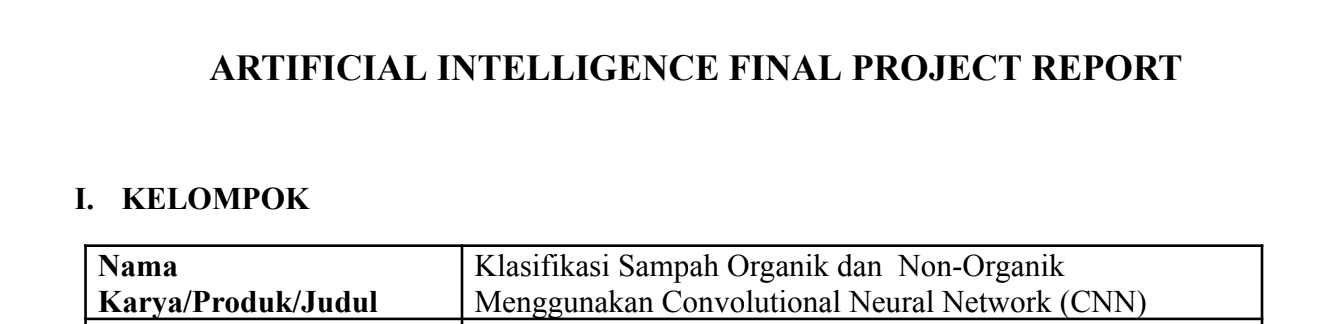 ARTIFICIAL INTELLIGENCE FINAL PROJECT REPORT
I. KELOMPOK
Nama Klasifikasi Sampah Organik dan Non-Organik
Karya/Produk/Judul Menggunakan Convolutional Neural Network (CNN)